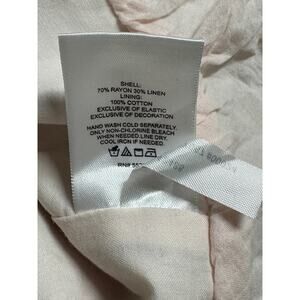 SHELL:
70% RAYON 30% LINEN
LINING:
100% COTTON
EXCLUSIVE OF ELASTIC
EXCLUSIVE OF DECORATION
HAND WASH COLD SEPARATELY.
ONLY NON-CHLORINE BLEACH
WHEN NEEDED. LINE DRY.
COOL IRON IF NEEDED.
RN#